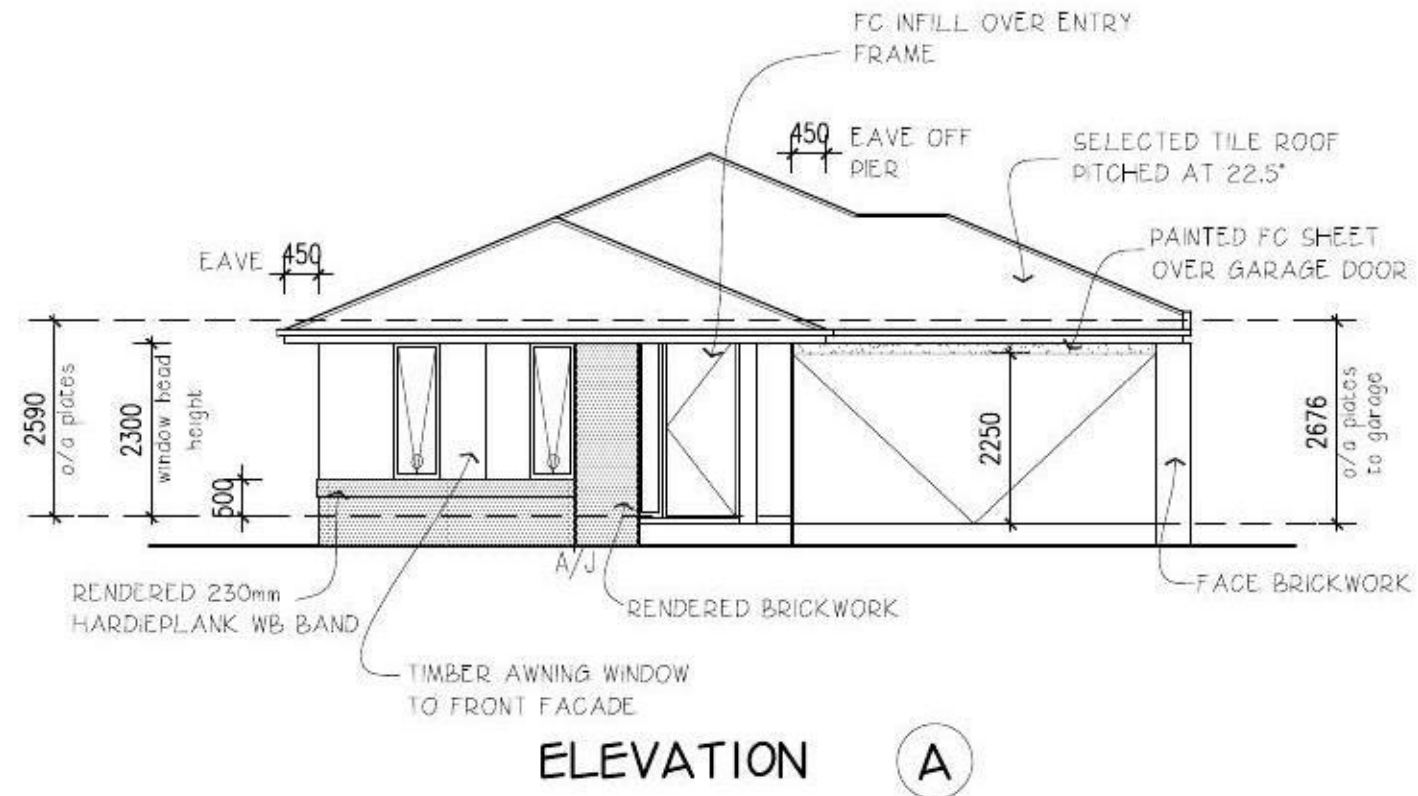 FC INFILL OVER ENTRY
FRAME
450 EAVE OFF
PIER
SELECTED TILE ROOF
PITCHED AT 22.5°
PAINTED FC SHEET
OVER GARAGE DOOR
EAVE 450
2590
o/a plates
2300
window head
height
600
2250
2676
o/a plates
to garage
A/J
RENDERED 230mm
HARDIEPLANK WB BAND
RENDERED BRICKWORK
FACE BRICKWORK
TIMBER AWNING WINDOW
TO FRONT FACADE
ELEVATION A